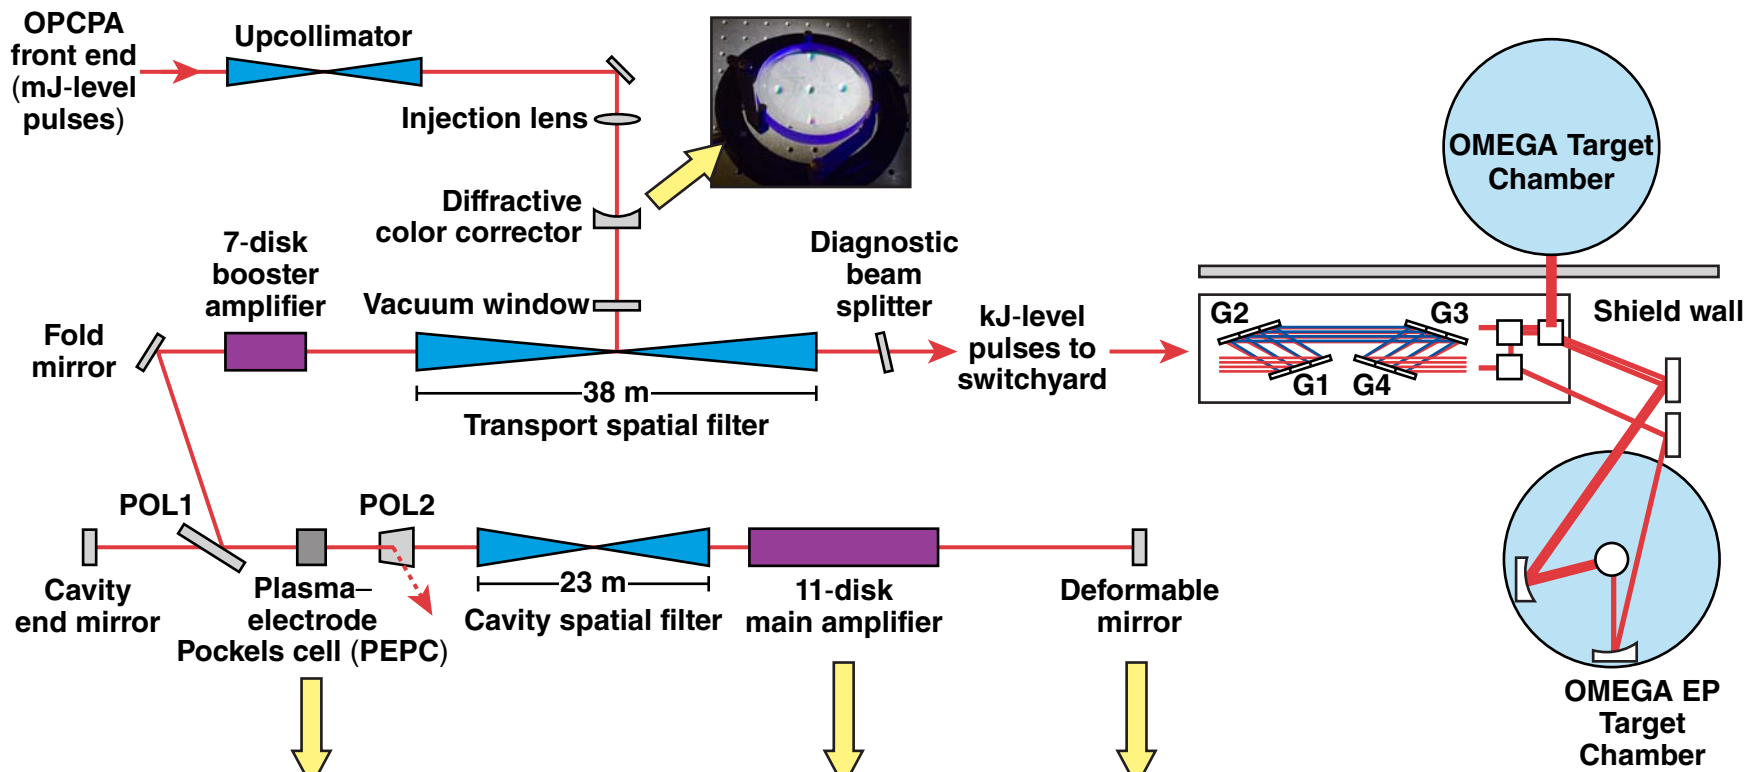 OPCPA
front end
(mJ-level
pulses)
Upcollimator
Injection lens
Diffractive
color corrector
Vacuum window
7-disk
booster
amplifier
Fold
mirror
38 m
Transport spatial filter
Diagnostic
beam
splitter
kJ-level
pulses to
switchyard
OMEGA Target
Chamber
Shield wall
G2
G3
G1
G4
POL1
POL2
Cavity
end mirror
Plasma–
electrode
Pockels cell (PEPC)
23 m
Cavity spatial filter
11-disk
main amplifier
Deformable
mirror
OMEGA EP
Target
Chamber